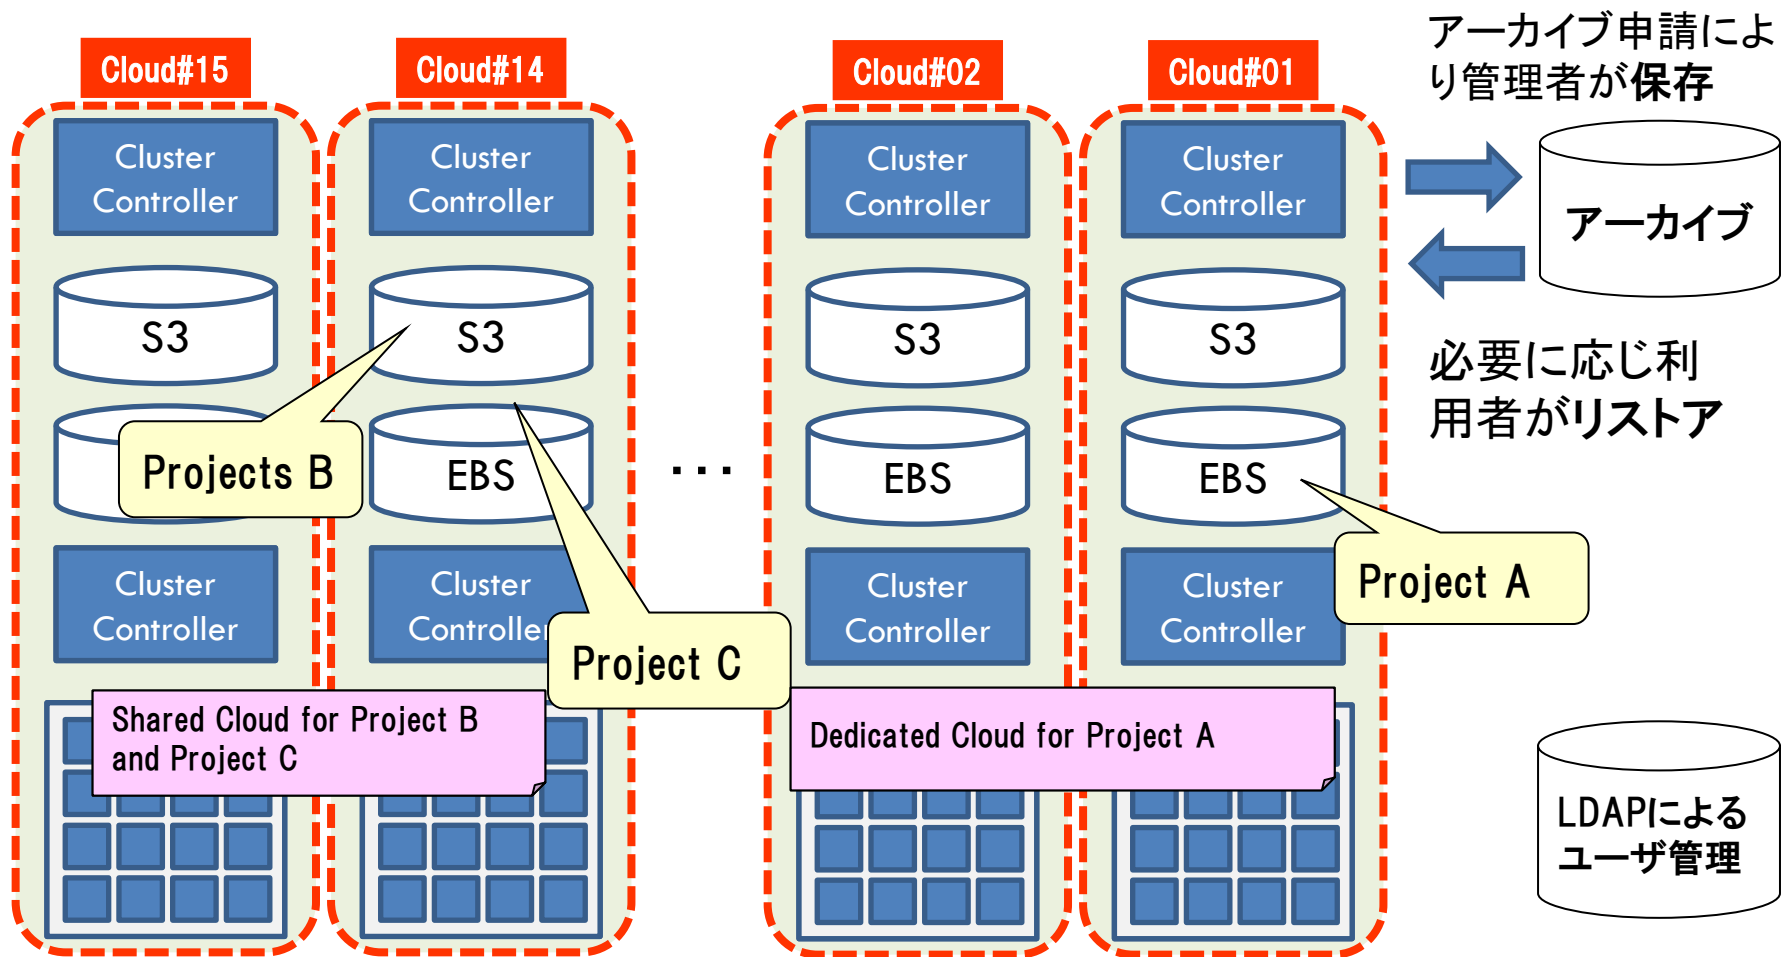 Cloud#15
Cloud#14
Cloud#02
Cloud#01
アーカイブ申請によ
り管理者が保存
Cluster
Controller
Cluster
Controller
Cluster
Controller
Cluster
Controller
アーカイブ
S3
S3
S3
S3
必要に応じ利
用者がリストア
Projects B
EBS
...
EBS
EBS
Cluster
Controller
Cluster
Controller
Cluster
Controller
Cluster
Controller
Project A
Project C
Shared Cloud for Project B
and Project C
Dedicated Cloud for Project A
LDAPによる
ユーザ管理